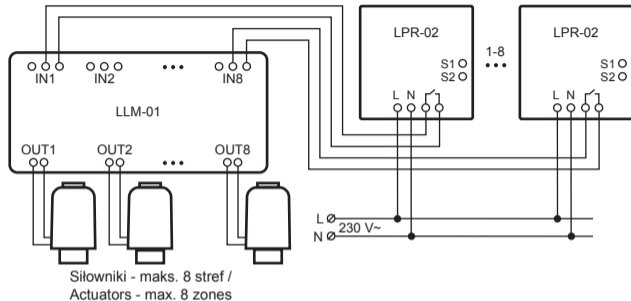 LPR-02
LPR-02
S1
S2
1-8
•••
S1
S2
IN1
IN2
•••
IN8
L N
L N
LLM-01
OUT1
OUT2
•••
OUT8
L
230 V~
N
Siłowniki - maks. 8 stref /
Actuators - max. 8 zones